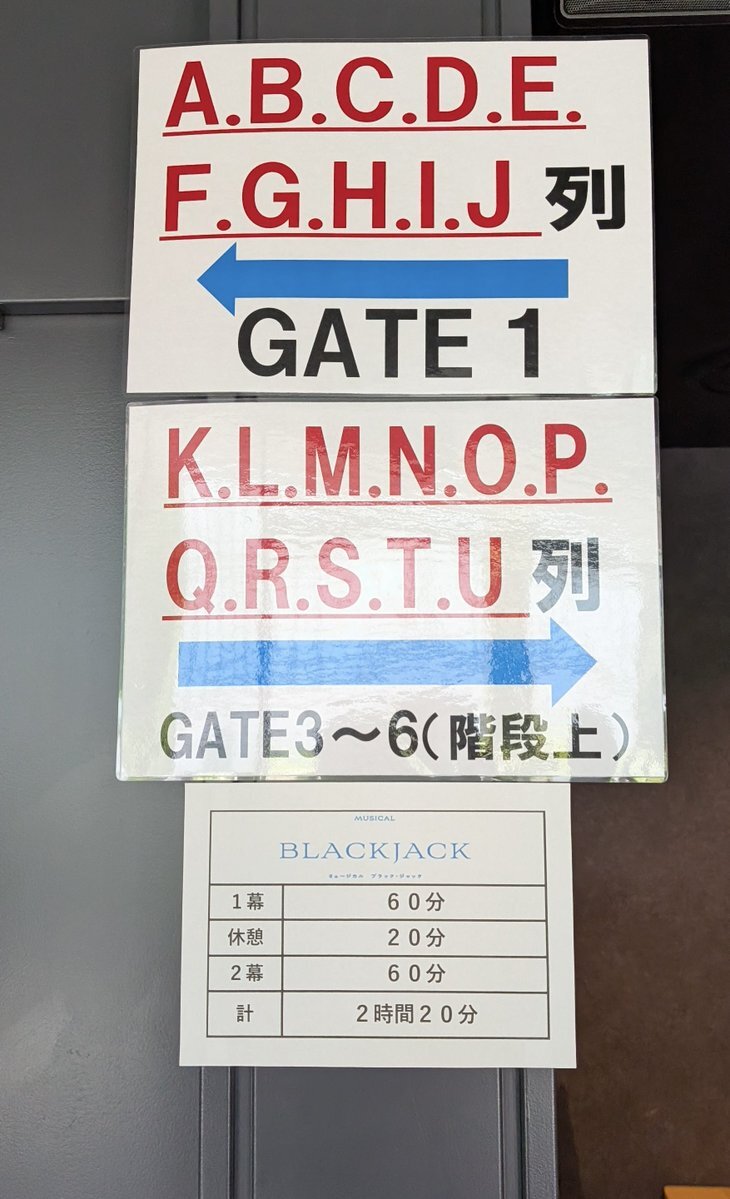 A.B.C.D.E.
F.G.H.I.J 列
GATE 1
K.L.M.N.O.P.
Q.R.S.T.U 列
GATE3～6(階段上)
MUSICAL
BLACKJACK
ミュージカル ブラック・ジャック
1幕 60分
休憩 20分
2幕 60分
計 2時間20分